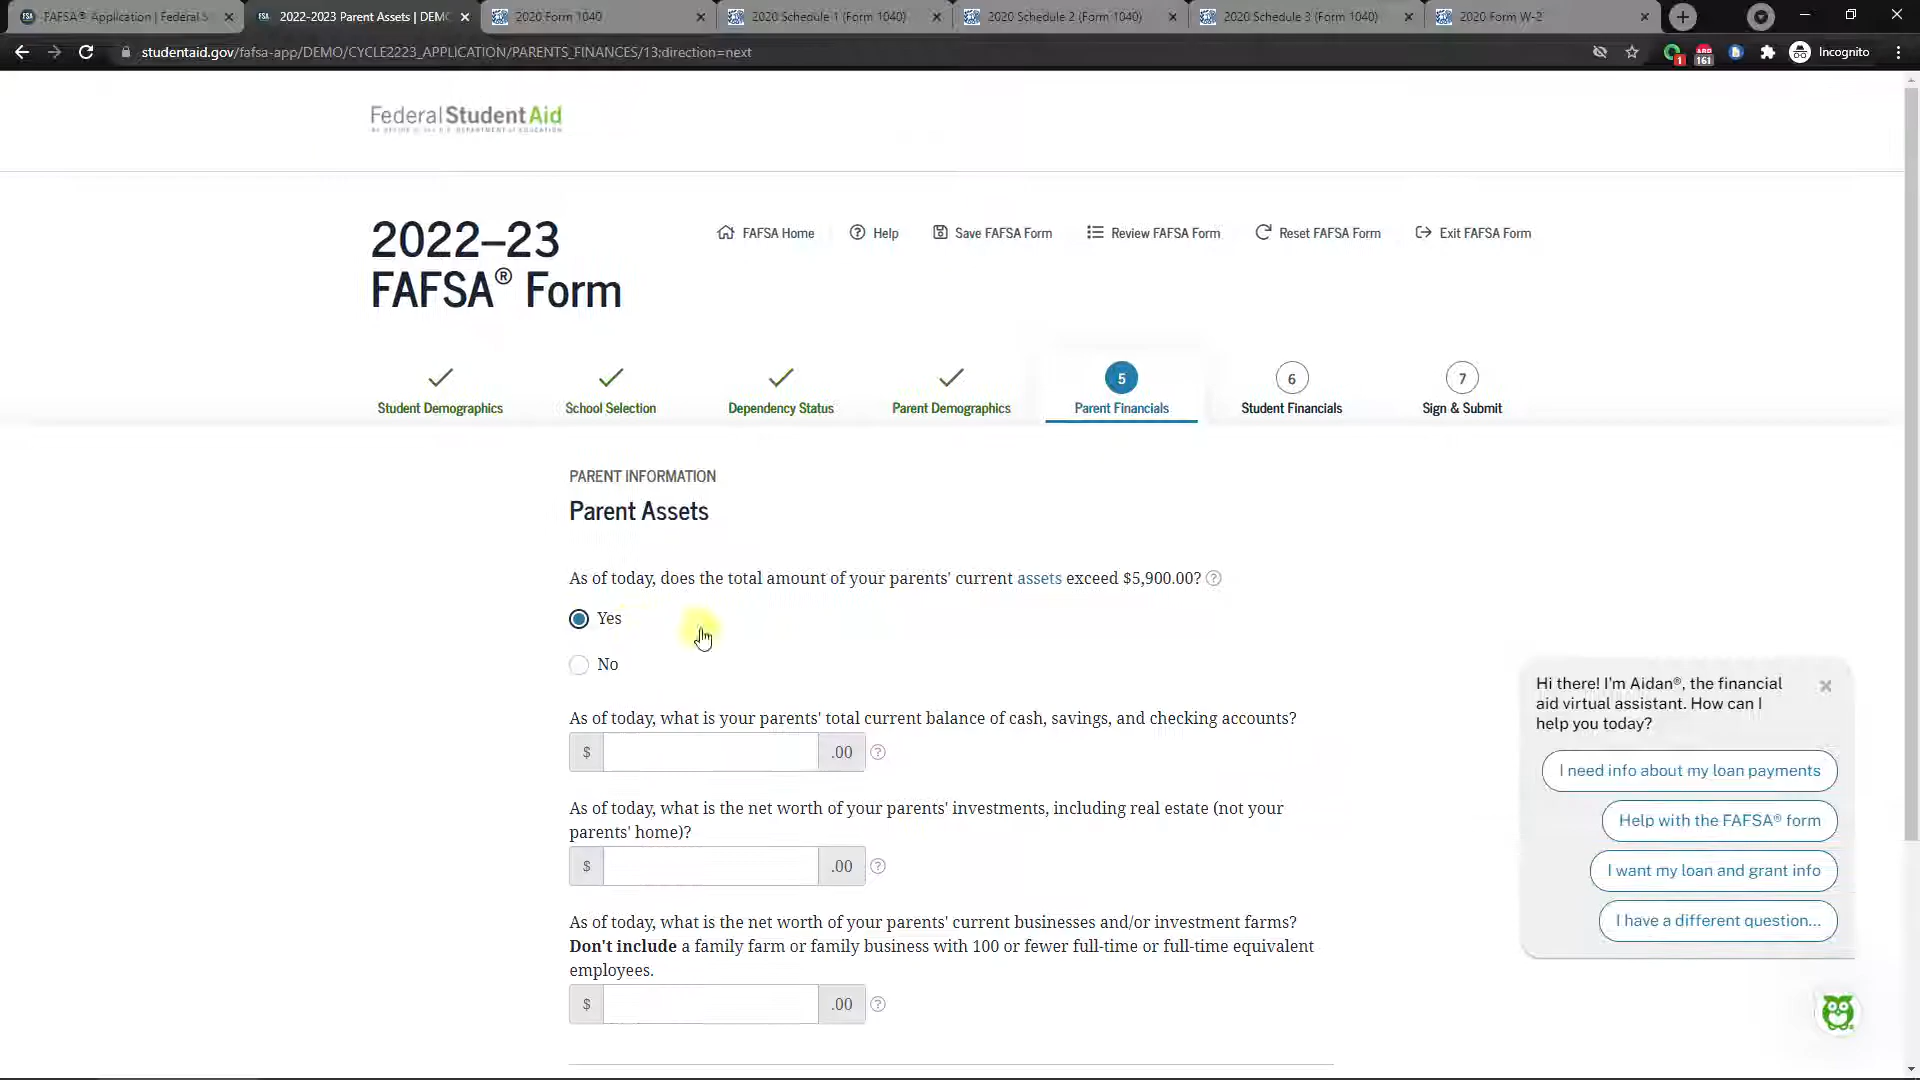 FAFSA® Application | Federal S
2022-2023 Parent Assets | DEMO
2020 Form 1040
2020 Schedule 1 (Form 1040)
2020 Schedule 2 (Form 1040)
2020 Schedule 3 (Form 1040)
2020 Form W-2
studentaid.gov/fafsa-app/DEMO/CYCLE2223_APPLICATION/PARENTS_FINANCES/13;direction=next
1
161
Incognito
Federal Student Aid
An OFFICE of the U.S. DEPARTMENT of EDUCATION
2022–23
FAFSA® Form
FAFSA Home
Help
Save FAFSA Form
Review FAFSA Form
Reset FAFSA Form
Exit FAFSA Form
Student Demographics
School Selection
Dependency Status
Parent Demographics
5
Parent Financials
6
Student Financials
7
Sign & Submit
PARENT INFORMATION
Parent Assets
As of today, does the total amount of your parents' current assets exceed $5,900.00? ?
Yes
No
As of today, what is your parents' total current balance of cash, savings, and checking accounts?
$ .00 ?
As of today, what is the net worth of your parents' investments, including real estate (not your
parents' home)?
$ .00 ?
As of today, what is the net worth of your parents' current businesses and/or investment farms?
Don't include a family farm or family business with 100 or fewer full-time or full-time equivalent
employees.
$ .00 ?
Hi there! I'm Aidan®, the financial
aid virtual assistant. How can I
help you today?
I need info about my loan payments
Help with the FAFSA® form
I want my loan and grant info
I have a different question...